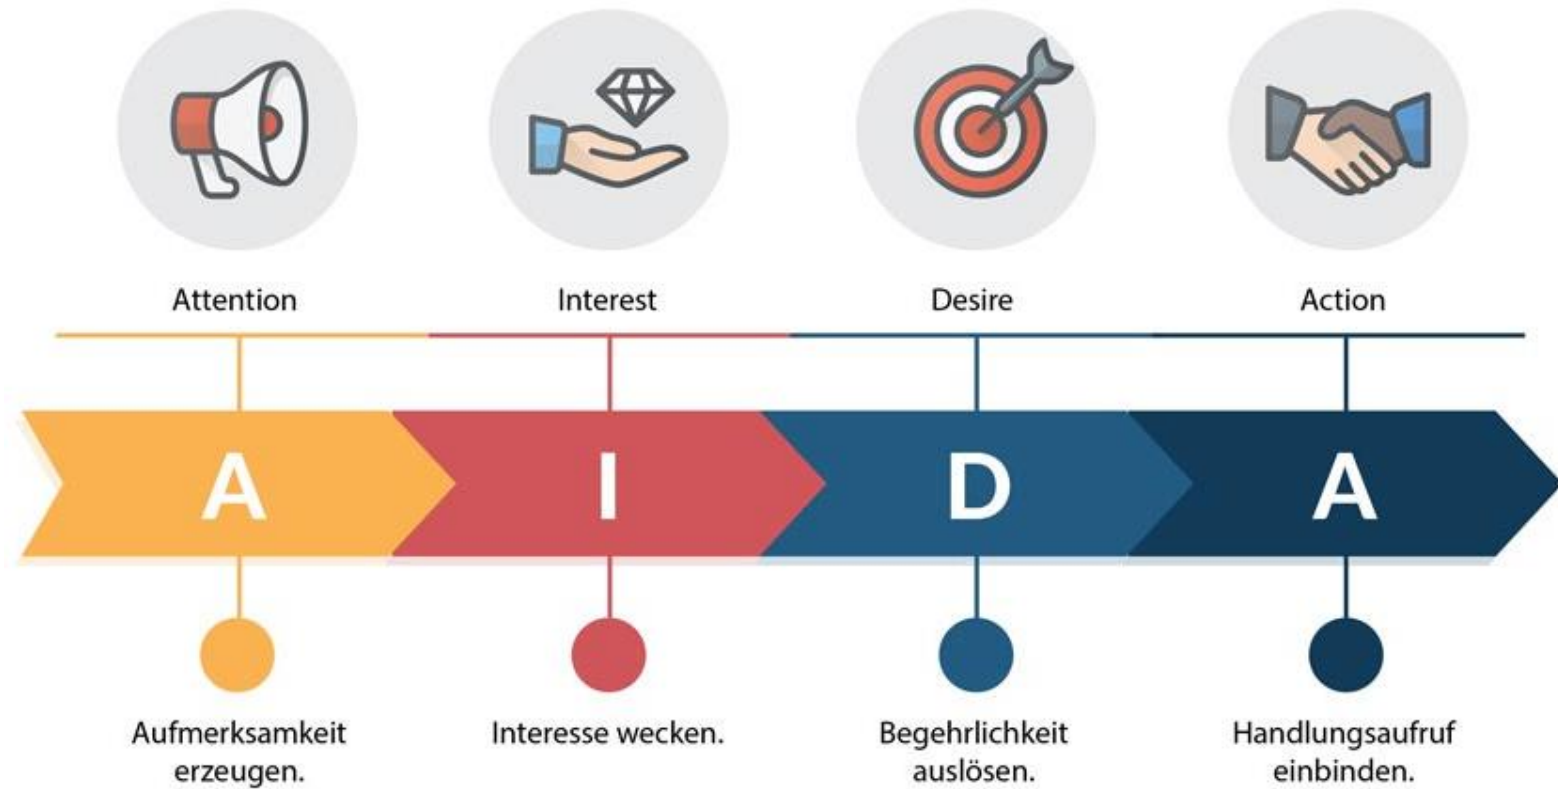 Attention
Interest
Desire
Action
A
I
D
A
Aufmerksamkeit
erzeugen.
Interesse wecken.
Begehrlichkeit
auslösen.
Handlungsaufruf
einbinden.